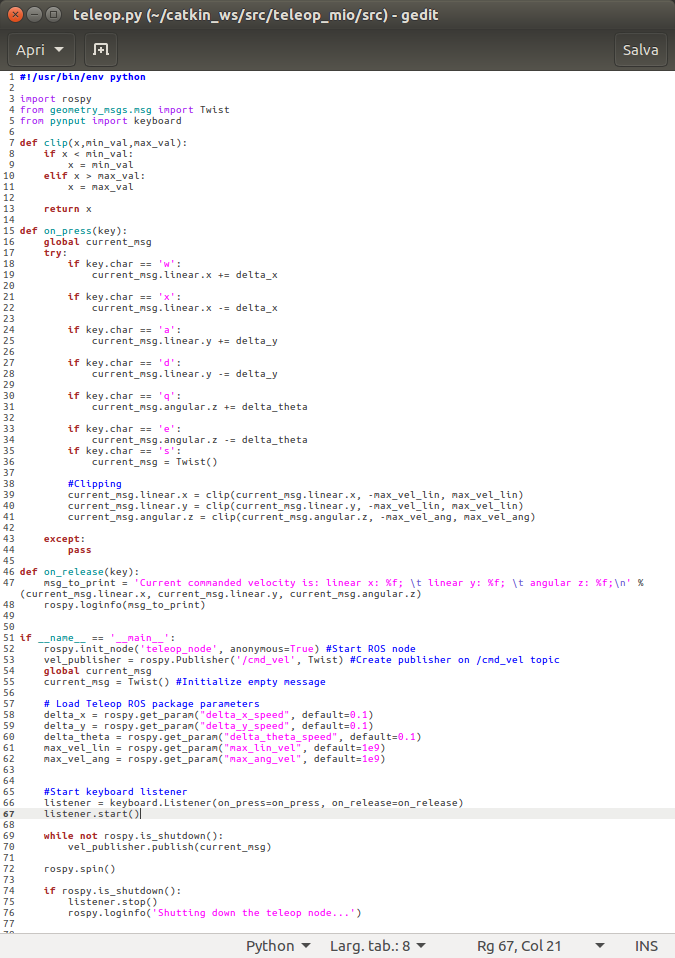 teleop.py (~/catkin_ws/src/teleop_mio/src) - gedit
Apri
Salva
1 #!/usr/bin/env python
2
3 import rospy
4 from geometry_msgs.msg import Twist
5 from pynput import keyboard
6
7 def clip(x,min_val,max_val):
8     if x < min_val:
9         x = min_val
10     elif x > max_val:
11         x = max_val
12
13     return x
14
15 def on_press(key):
16     global current_msg
17     try:
18         if key.char == 'w':
19             current_msg.linear.x += delta_x
20
21         if key.char == 'x':
22             current_msg.linear.x -= delta_x
23
24         if key.char == 'a':
25             current_msg.linear.y += delta_y
26
27         if key.char == 'd':
28             current_msg.linear.y -= delta_y
29
30         if key.char == 'q':
31             current_msg.angular.z += delta_theta
32
33         if key.char == 'e':
34             current_msg.angular.z -= delta_theta
35         if key.char == 's':
36             current_msg = Twist()
37
38         #Clipping
39         current_msg.linear.x = clip(current_msg.linear.x, -max_vel_lin, max_vel_lin)
40         current_msg.linear.y = clip(current_msg.linear.y, -max_vel_lin, max_vel_lin)
41         current_msg.angular.z = clip(current_msg.angular.z, -max_vel_ang, max_vel_ang)
42
43     except:
44         pass
45
46 def on_release(key):
47     msg_to_print = 'Current commanded velocity is: linear x: %f; \t linear y: %f; \t angular z: %f;\n' %
(current_msg.linear.x, current_msg.linear.y, current_msg.angular.z)
48     rospy.loginfo(msg_to_print)
49
50
51 if __name__ == '__main__':
52     rospy.init_node('teleop_node', anonymous=True) #Start ROS node
53     vel_publisher = rospy.Publisher('/cmd_vel', Twist) #Create publisher on /cmd_vel topic
54     global current_msg
55     current_msg = Twist() #Initialize empty message
56
57     # Load Teleop ROS package parameters
58     delta_x = rospy.get_param("delta_x_speed", default=0.1)
59     delta_y = rospy.get_param("delta_y_speed", default=0.1)
60     delta_theta = rospy.get_param("delta_theta_speed", default=0.1)
61     max_vel_lin = rospy.get_param("max_lin_vel", default=1e9)
62     max_vel_ang = rospy.get_param("max_ang_vel", default=1e9)
63
64
65     #Start keyboard listener
66     listener = keyboard.Listener(on_press=on_press, on_release=on_release)
67     listener.start()
68
69     while not rospy.is_shutdown():
70         vel_publisher.publish(current_msg)
71
72     rospy.spin()
73
74     if rospy.is_shutdown():
75         listener.stop()
76         rospy.loginfo('Shutting down the teleop node...')
77
Python Larg. tab.: 8 Rg 67, Col 21 INS